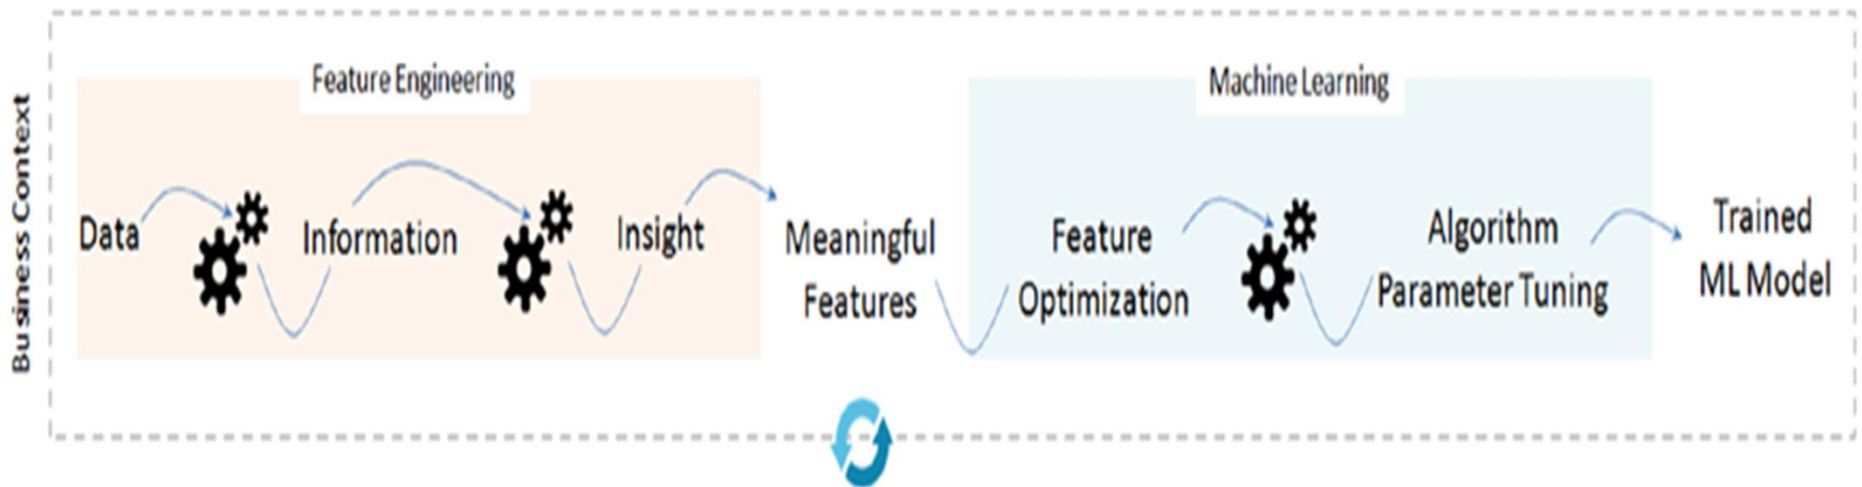 Business Context
Feature Engineering
Machine Learning
Data
Information
Insight
Meaningful
Features
Feature
Optimization
Algorithm
Parameter Tuning
Trained
ML Model